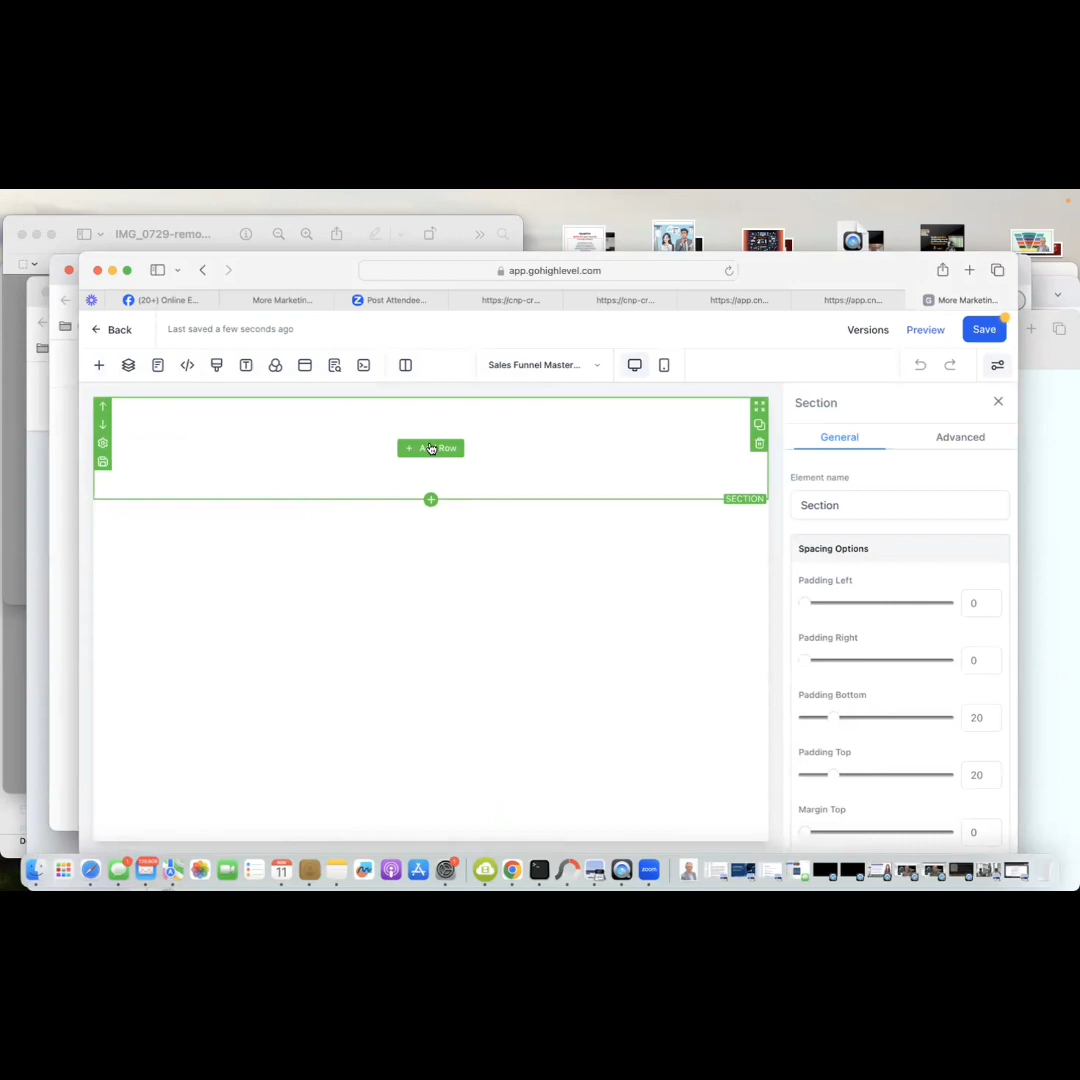 IMG_0729-remo...
app.gohighlevel.com
(20+) Online E...
More Marketin...
Post Attendee...
https://cnp-cr...
https://cnp-cr...
https://app.cn...
https://app.cn...
More Marketin...
Back
Last saved a few seconds ago
Versions
Preview
Save
Sales Funnel Master...
Section
General
Advanced
Row
SECTION
Element name
Section
Spacing Options
Padding Left
0
Padding Right
0
Padding Bottom
20
Padding Top
20
Margin Top
0
11
zoom